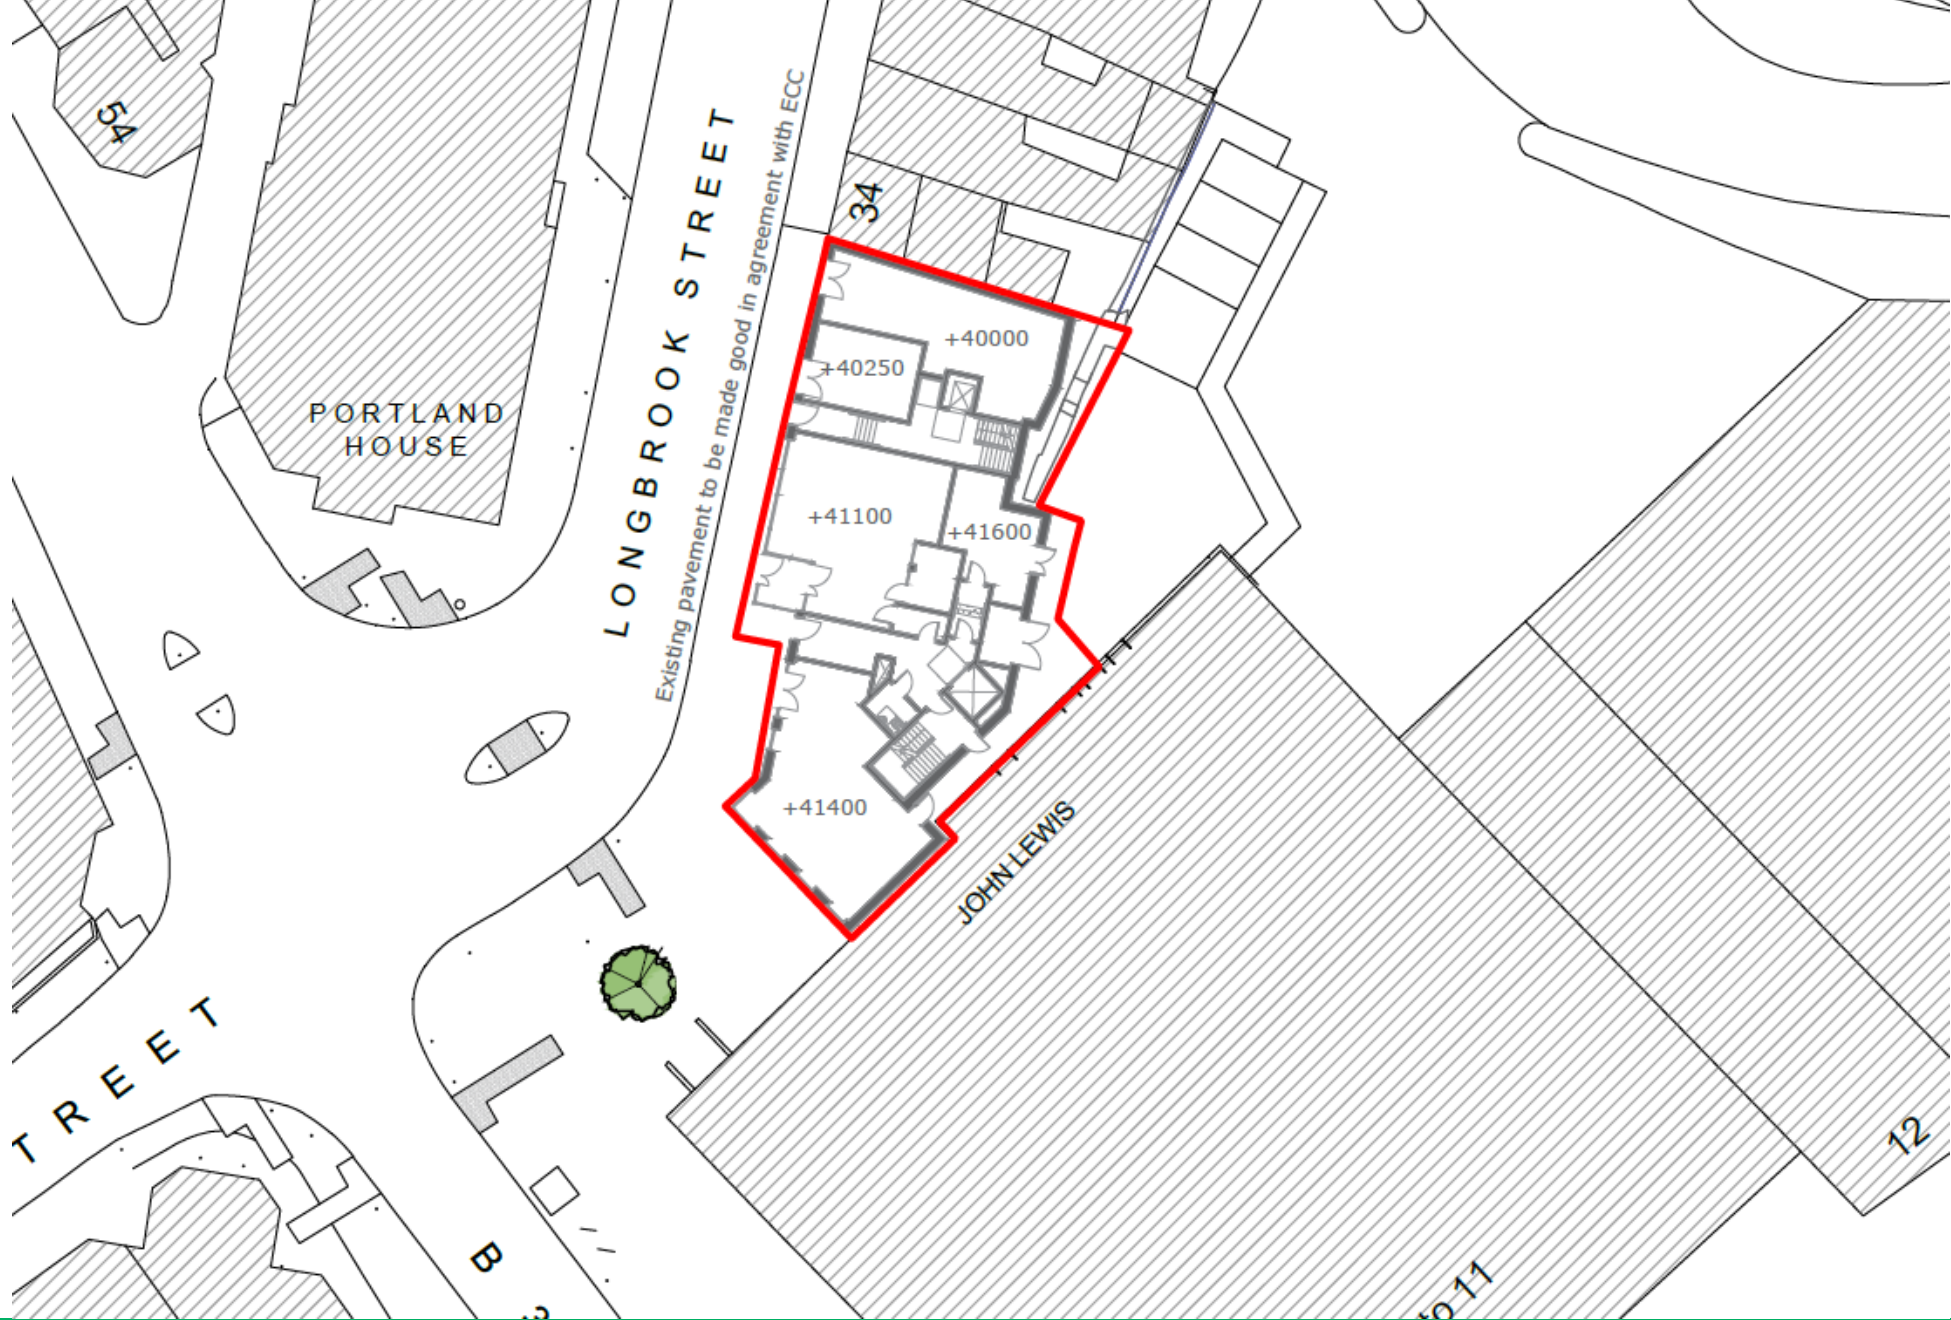 54
LONGBROOK STREET
Existing pavement to be made good in agreement with ECC
34
+40000
+40250
PORTLAND
HOUSE
+41100
+41600
+41400
JOHN LEWIS
TREET
B3
12
to 11